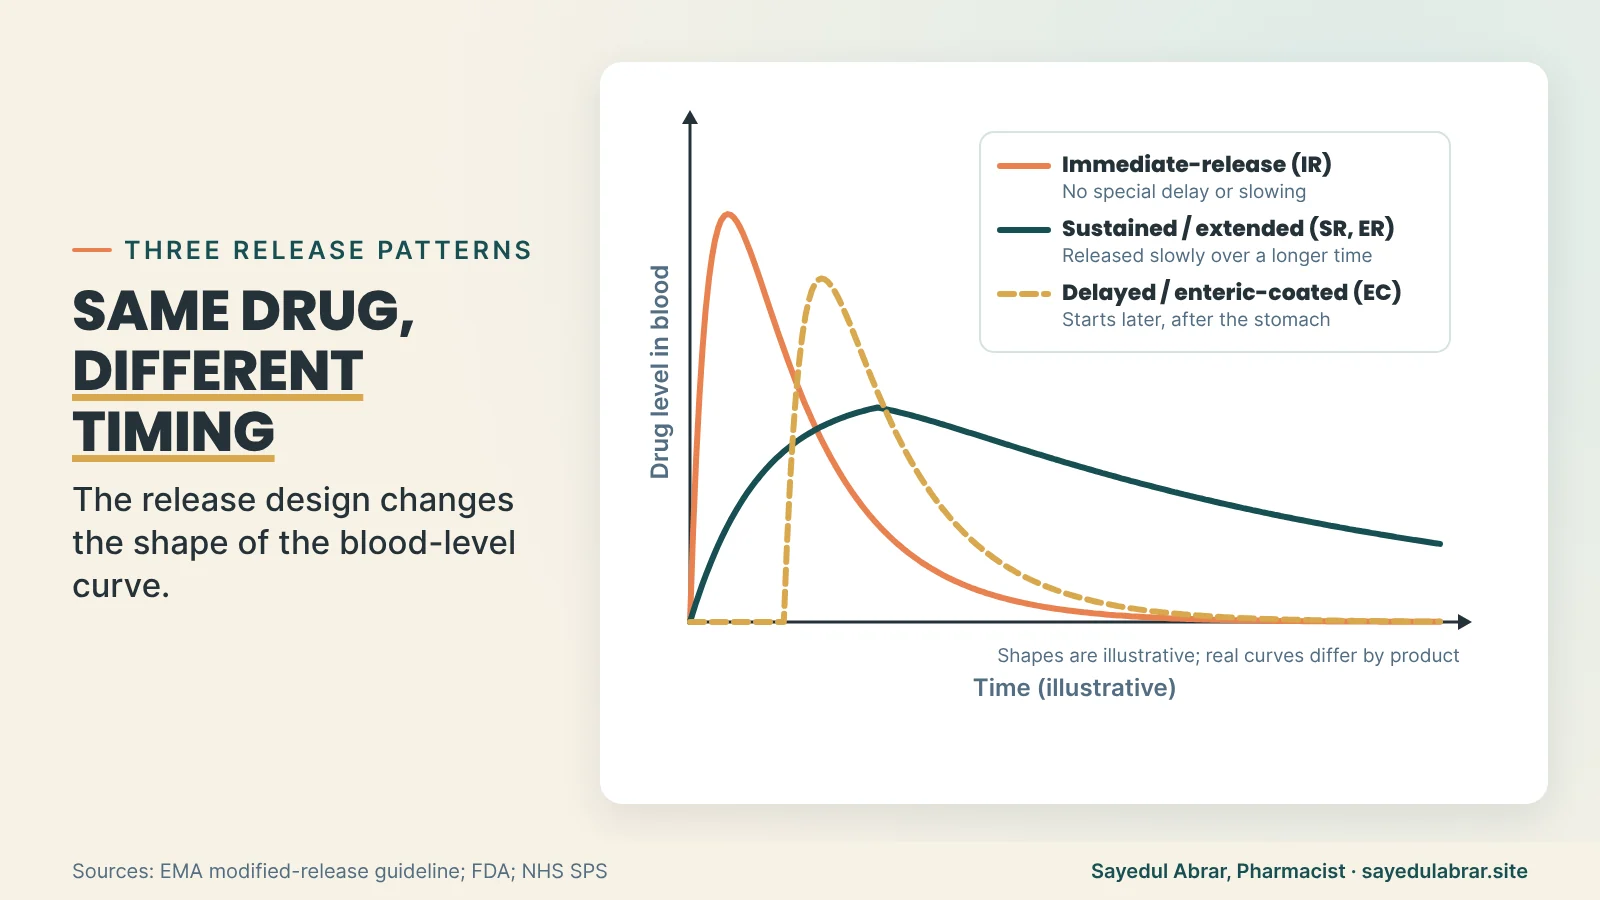 THREE RELEASE PATTERNS
SAME DRUG,
DIFFERENT
TIMING
The release design changes
the shape of the blood-level
curve.
Drug level in blood
Immediate-release (IR)
No special delay or slowing
Sustained / extended (SR, ER)
Released slowly over a longer time
Delayed / enteric-coated (EC)
Starts later, after the stomach
Shapes are illustrative; real curves differ by product
Time (illustrative)
Sources: EMA modified-release guideline; FDA; NHS SPS
Sayedul Abrar, Pharmacist · sayedulabrar.site